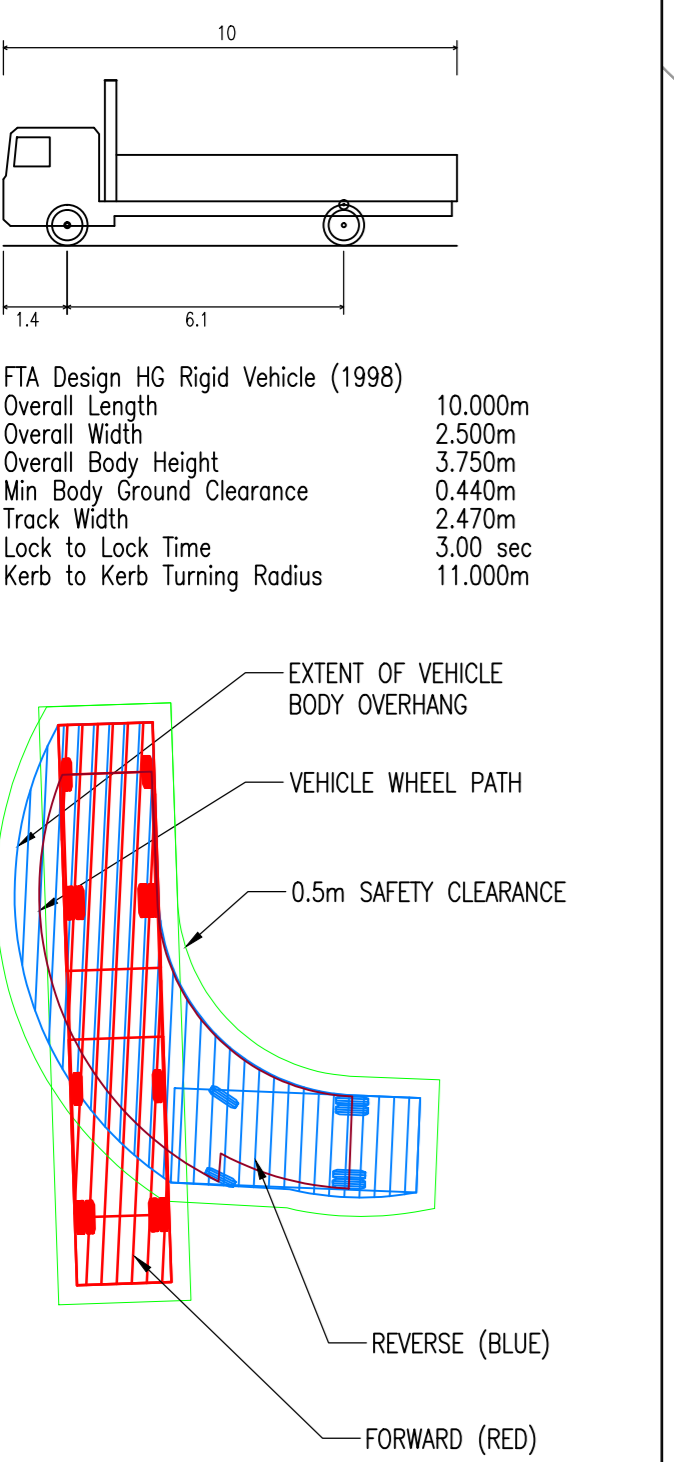 10
1.4
6.1
FTA Design HG Rigid Vehicle (1998)
Overall Length 10.000m
Overall Width 2.500m
Overall Body Height 3.750m
Min Body Ground Clearance 0.440m
Track Width 2.470m
Lock to Lock Time 3.00 sec
Kerb to Kerb Turning Radius 11.000m
EXTENT OF VEHICLE
BODY OVERHANG
VEHICLE WHEEL PATH
0.5m SAFETY CLEARANCE
REVERSE (BLUE)
FORWARD (RED)